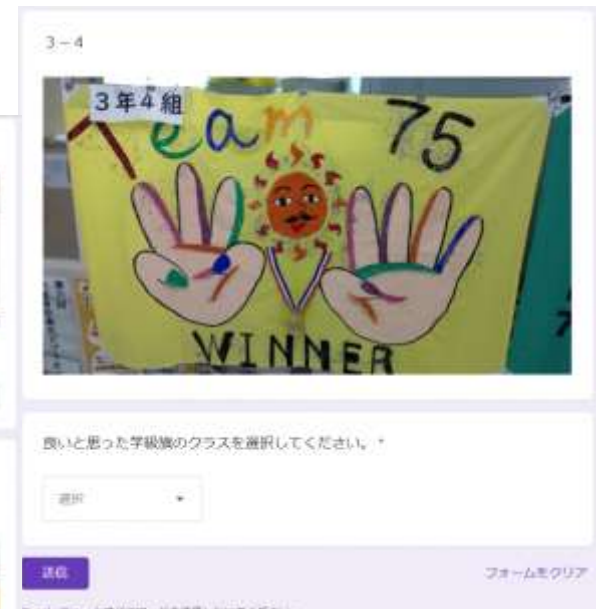 3-4
3年4組
Team 75
WINNER
良いと思った学級旗のクラスを選択してください。*
選択
送信
フォームをクリア